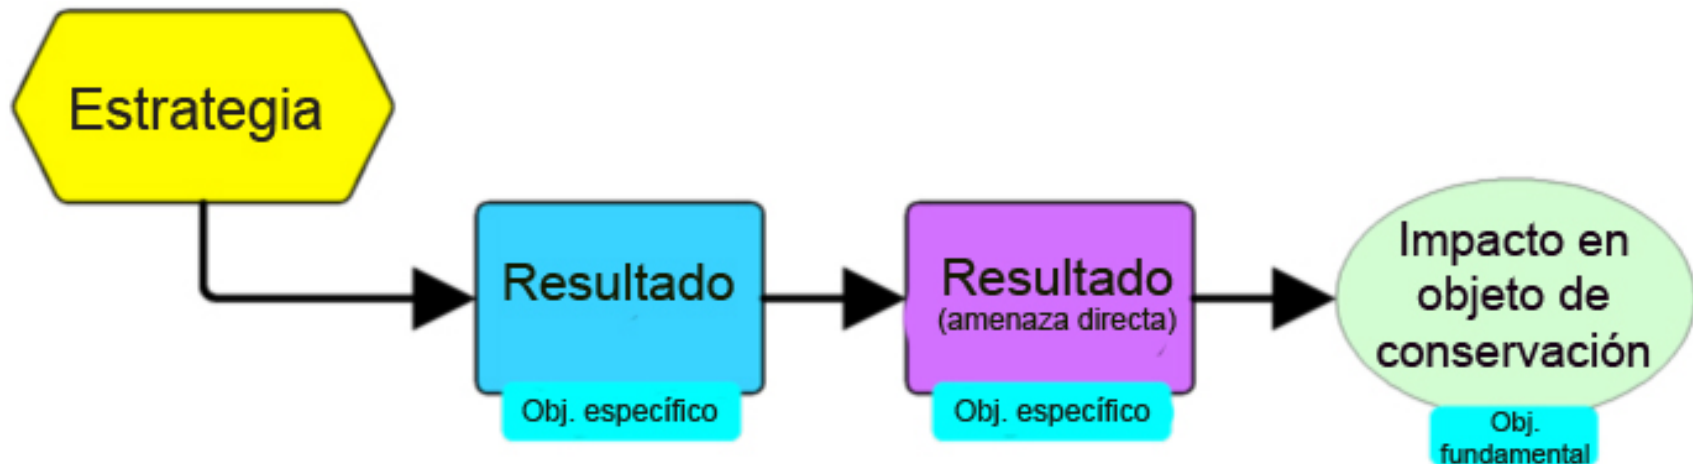 Estrategia
Resultado
Obj. específico
Resultado
(amenaza directa)
Obj. específico
Impacto en
objeto de
conservación
Obj.
fundamental